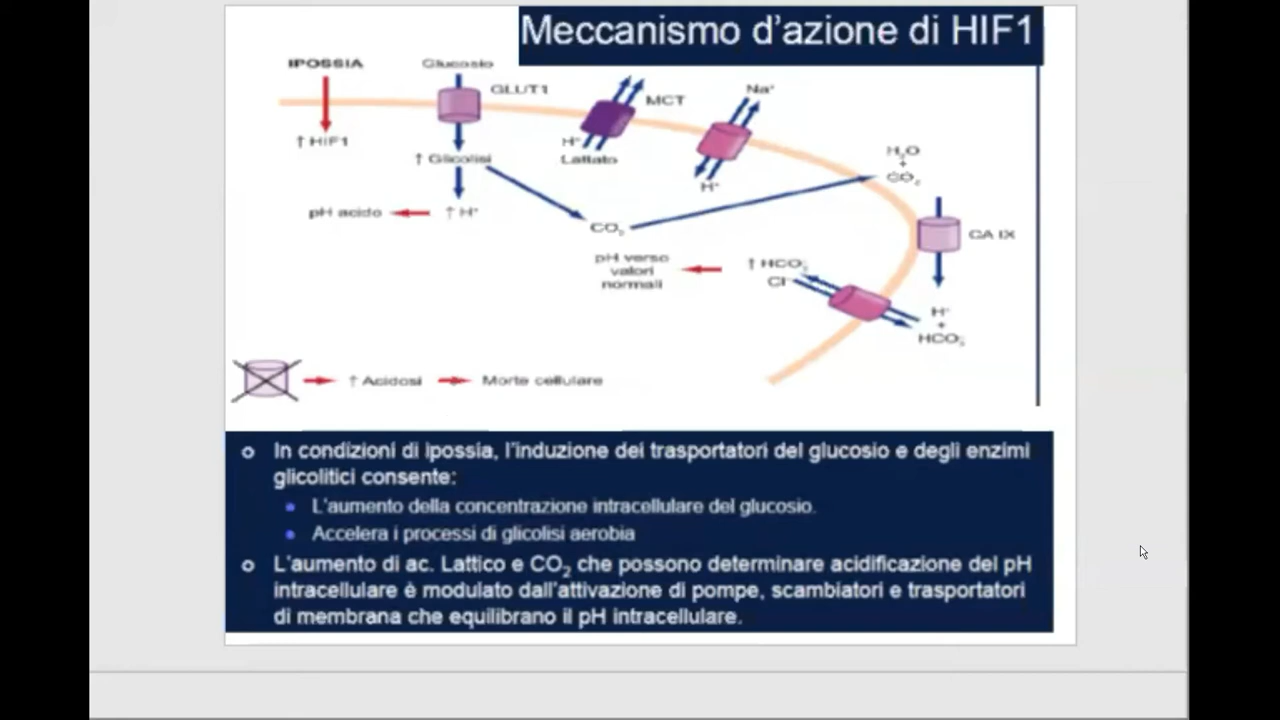 Meccanismo d'azione di HIF1
IPOSSIA
Glucosio
GLUT1
MCT
Na⁺
↑ HIF1
↑ Glicolisi
H⁺
Lattato
H⁺
H₂O
+
CO₂
pH acido
↑ H⁺
CO₂
CA IX
pH verso
valori
normali
↑ HCO₃⁻
Cl⁻
H⁺
+
HCO₃⁻
↑ Acidosi
Morte cellulare
In condizioni di ipossia, l'induzione dei trasportatori del glucosio e degli enzimi
glicolitici consente:
L'aumento della concentrazione intracellulare del glucosio.
Accelera i processi di glicolisi aerobia
L'aumento di ac. Lattico e CO₂ che possono determinare acidificazione del pH
intracellulare è modulato dall'attivazione di pompe, scambiatori e trasportatori
di membrana che equilibrano il pH intracellulare.